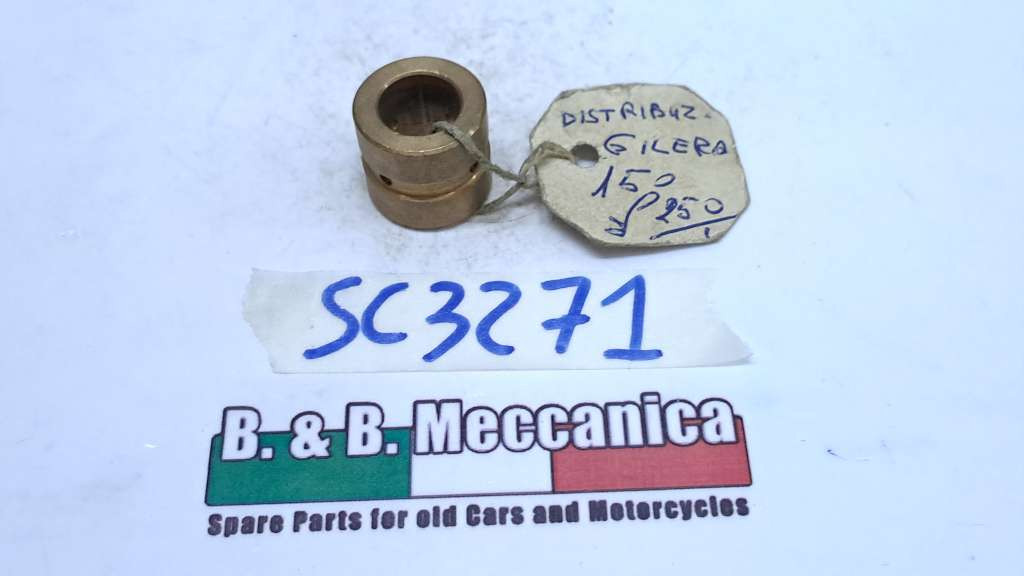 DISTRIBUZ.
GILERA
150
250
SC3271
B. & B. Meccanica
Spare Parts for old Cars and Motorcycles